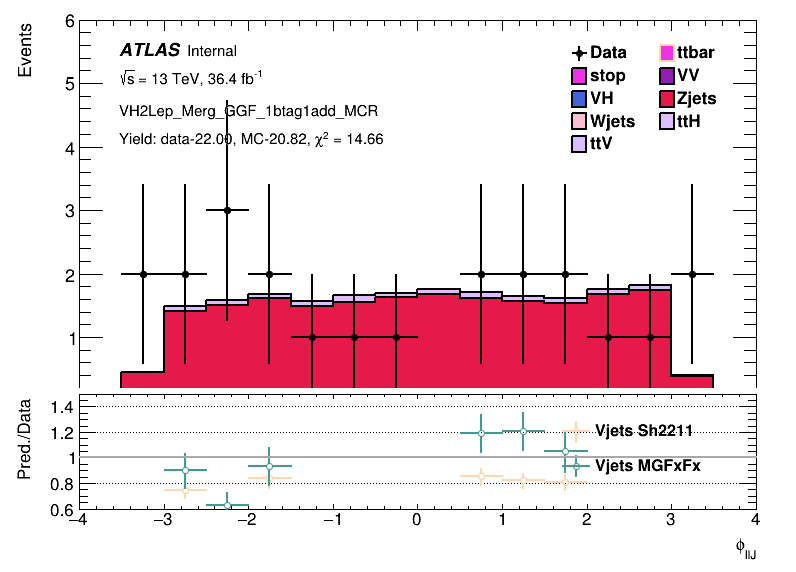 Events
6
5
4
3
2
1
ATLAS Internal
√s = 13 TeV, 36.4 fb⁻¹
VH2Lep_Merg_GGF_1btag1add_MCR
Yield: data-22.00, MC-20.82, χ² = 14.66
Data
ttbar
stop
VV
VH
Zjets
Wjets
ttH
ttV
Pred./Data
1.4
1.2
1
0.8
0.6
Vjets Sh2211
Vjets MGFxFx
−4 −3 −2 −1 0 1 2 3 4
ϕ_llJ